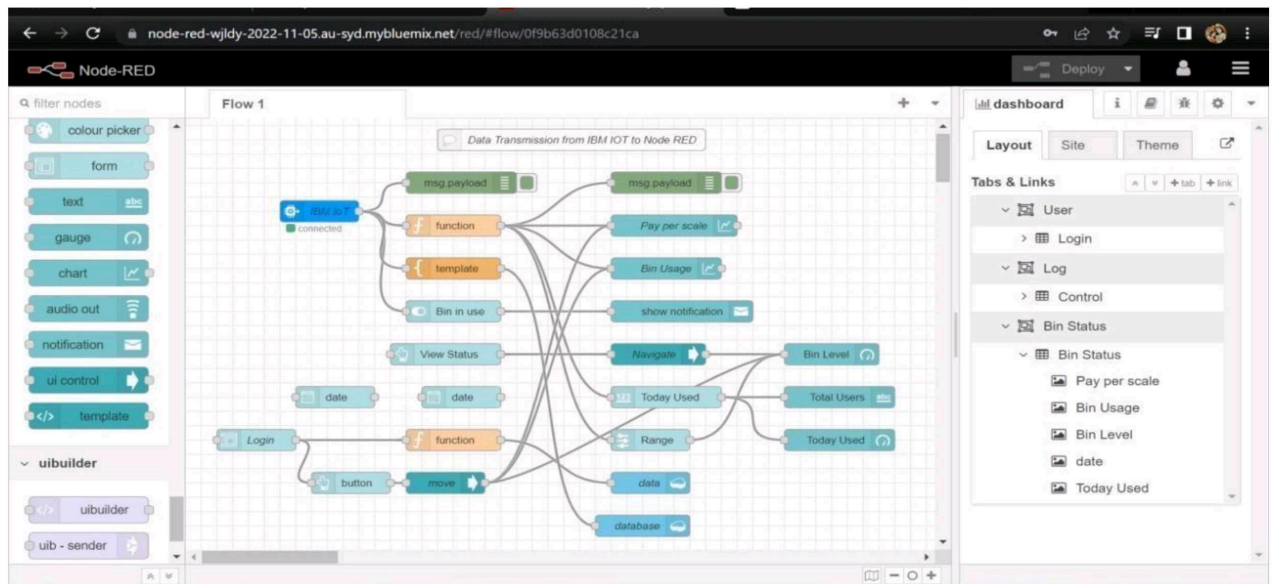 node-red-wjldy-2022-11-05.au-syd.mybluemix.net/red/#flow/0f9b63d0108c21ca
Node-RED
Deploy
filter nodes
colour picker
form
text
abc
gauge
chart
audio out
notification
ui control
</> template
uibuilder
</> uibuilder
uib - sender
Flow 1
Data Transmission from IBM IOT to Node RED
msg.payload
msg.payload
IBM IoT
connected
f function
Pay per scale
{ template
Bin Usage
Bin in use
show notification
View Status
Navigate
Bin Level
date
date
123 Today Used
Total Users abc
Login
f function
Range
Today Used
button
move
data
database
dashboard
i
Layout
Site
Theme
Tabs & Links
+ tab
+ link
User
Login
Log
Control
Bin Status
Bin Status
Pay per scale
Bin Usage
Bin Level
date
Today Used